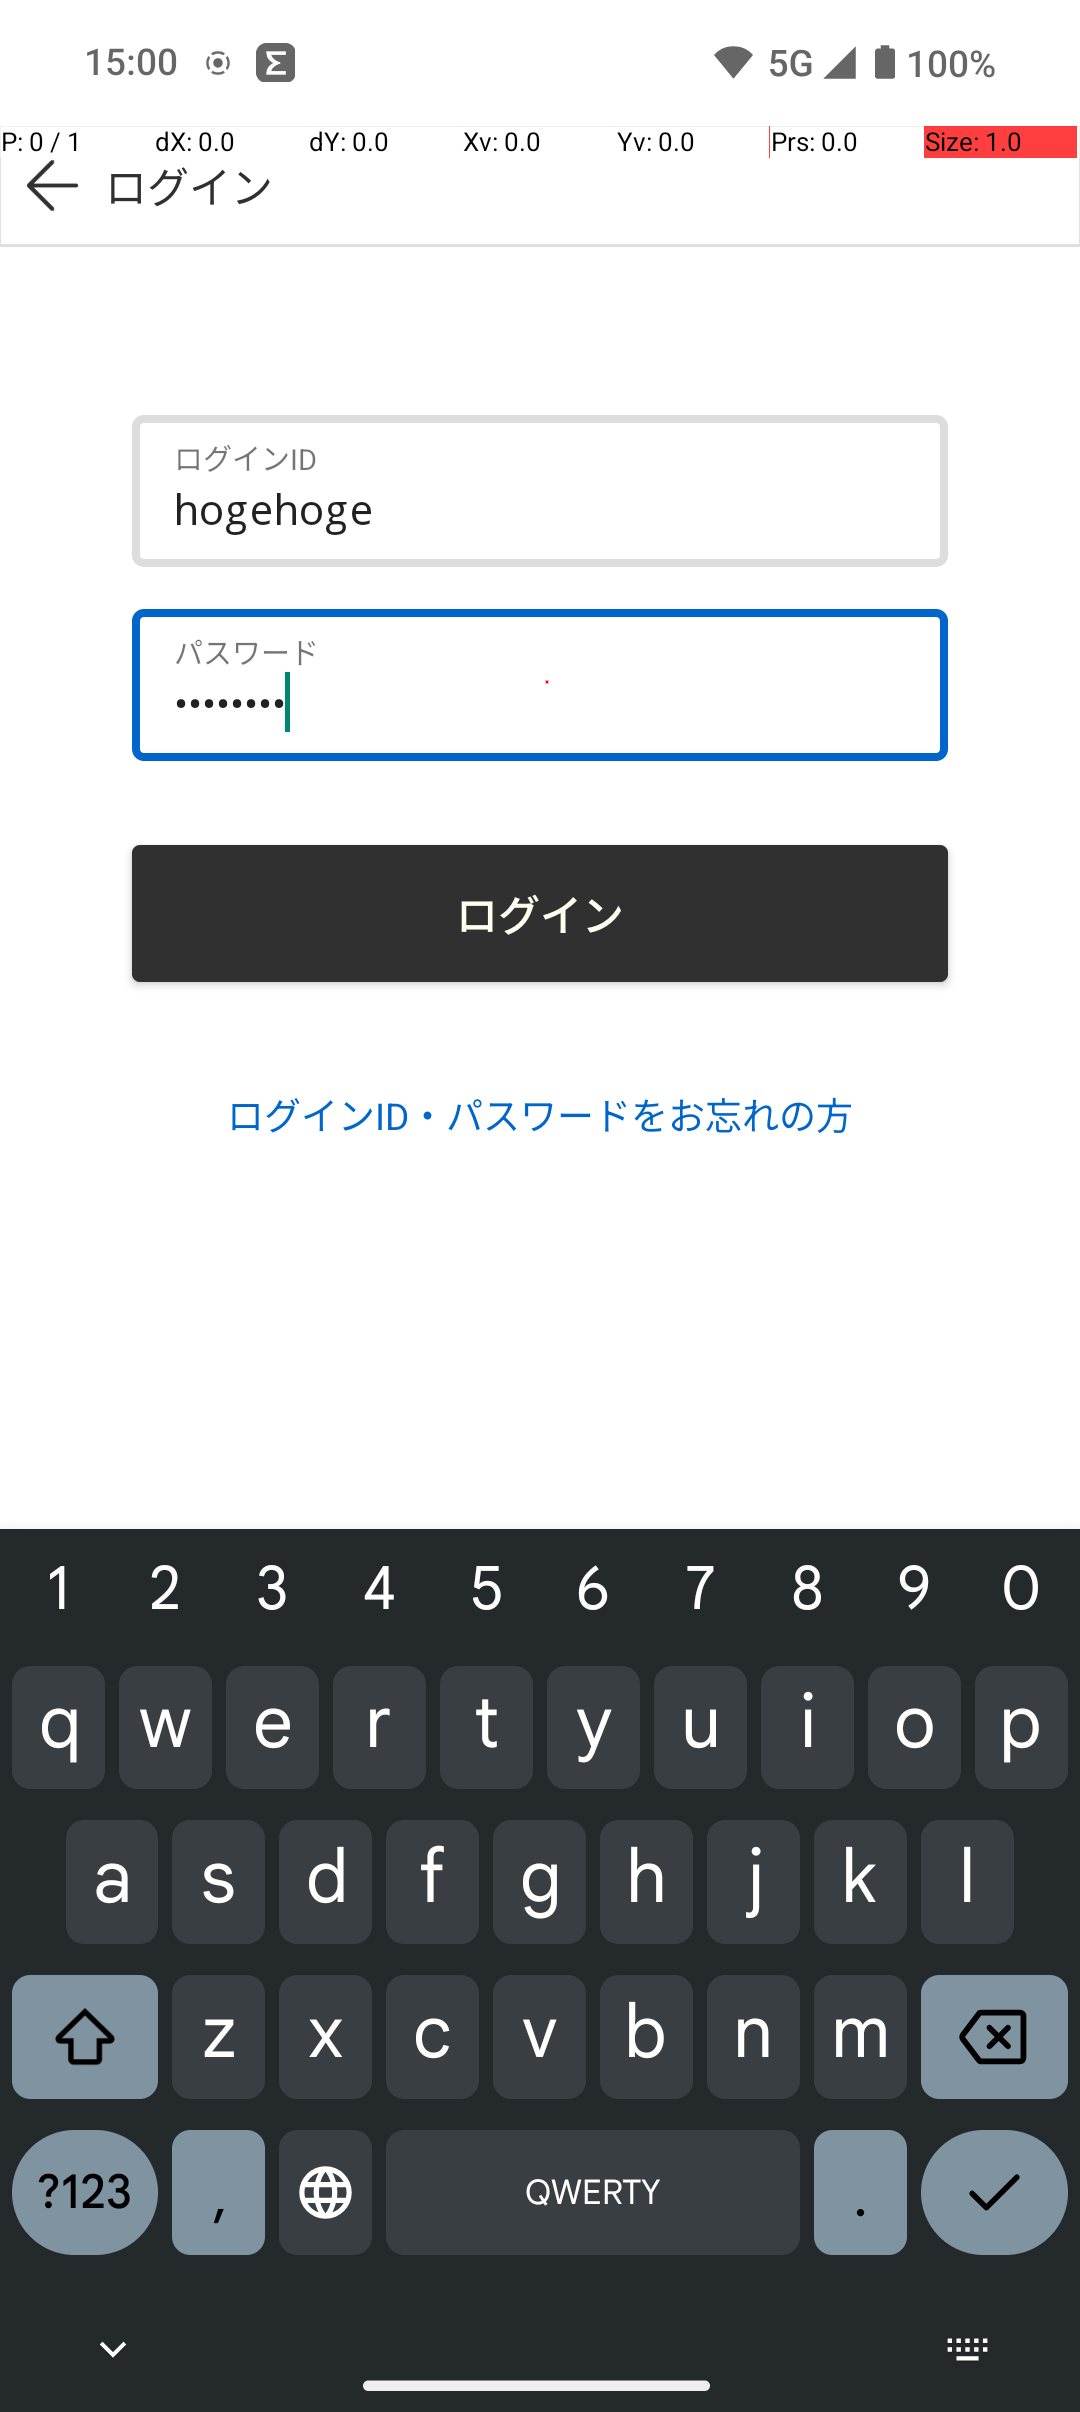 15:00 5G 100%
P: 0 / 1 dX: 0.0 dY: 0.0 Xv: 0.0 Yv: 0.0 Prs: 0.0 Size: 1.0
ログイン
ログインID
hogehoge
パスワード
••••••••
ログイン
ログインID・パスワードをお忘れの方
1 2 3 4 5 6 7 8 9 0
q w e r t y u i o p
a s d f g h j k l
z x c v b n m
?123 , QWERTY .